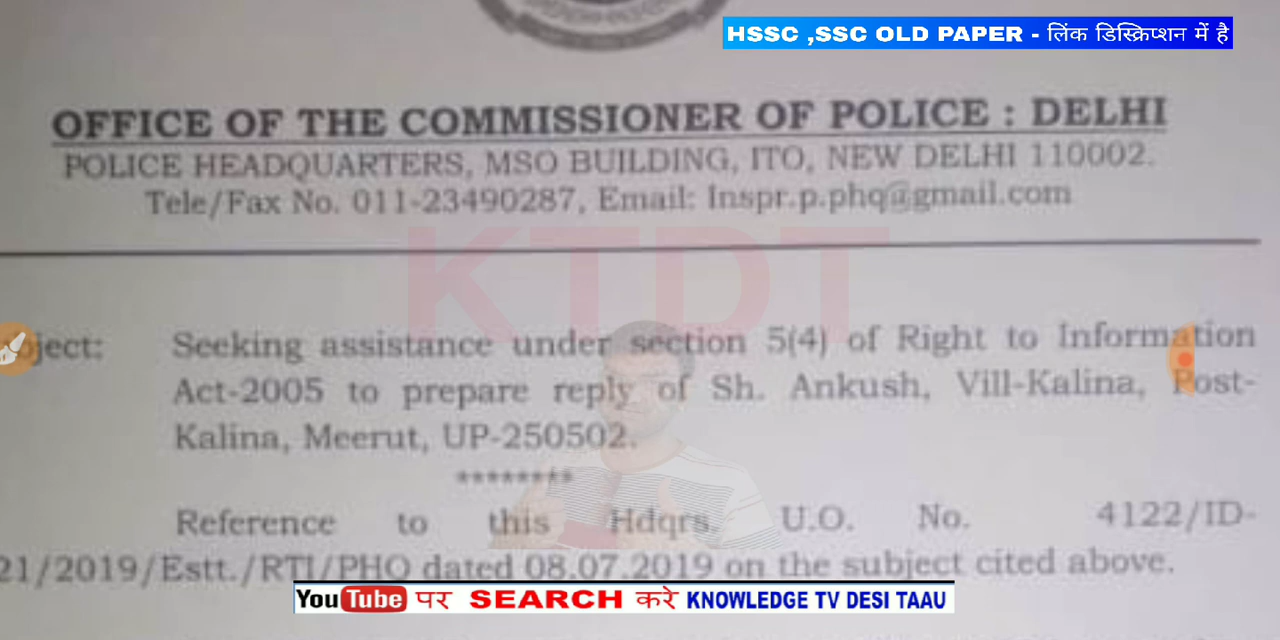 HSSC ,SSC OLD PAPER - लिंक डिस्क्रिप्शन में है
OFFICE OF THE COMMISSIONER OF POLICE : DELHI
POLICE HEADQUARTERS, MSO BUILDING, ITO, NEW DELHI 110002.
Tele/Fax No. 011-23490287, Email: Inspr.p.phq@gmail.com
KTDT
ject: Seeking assistance under section 5(4) of Right to Information
Act-2005 to prepare reply of Sh. Ankush, Vill-Kalina, Post-
Kalina, Meerut, UP-250502.
********
Reference to this Hdqrs. U.O. No. 4122/ID-
21/2019/Estt./RTI/PHQ dated 08.07.2019 on the subject cited above.
YouTube पर SEARCH करे KNOWLEDGE TV DESI TAAU